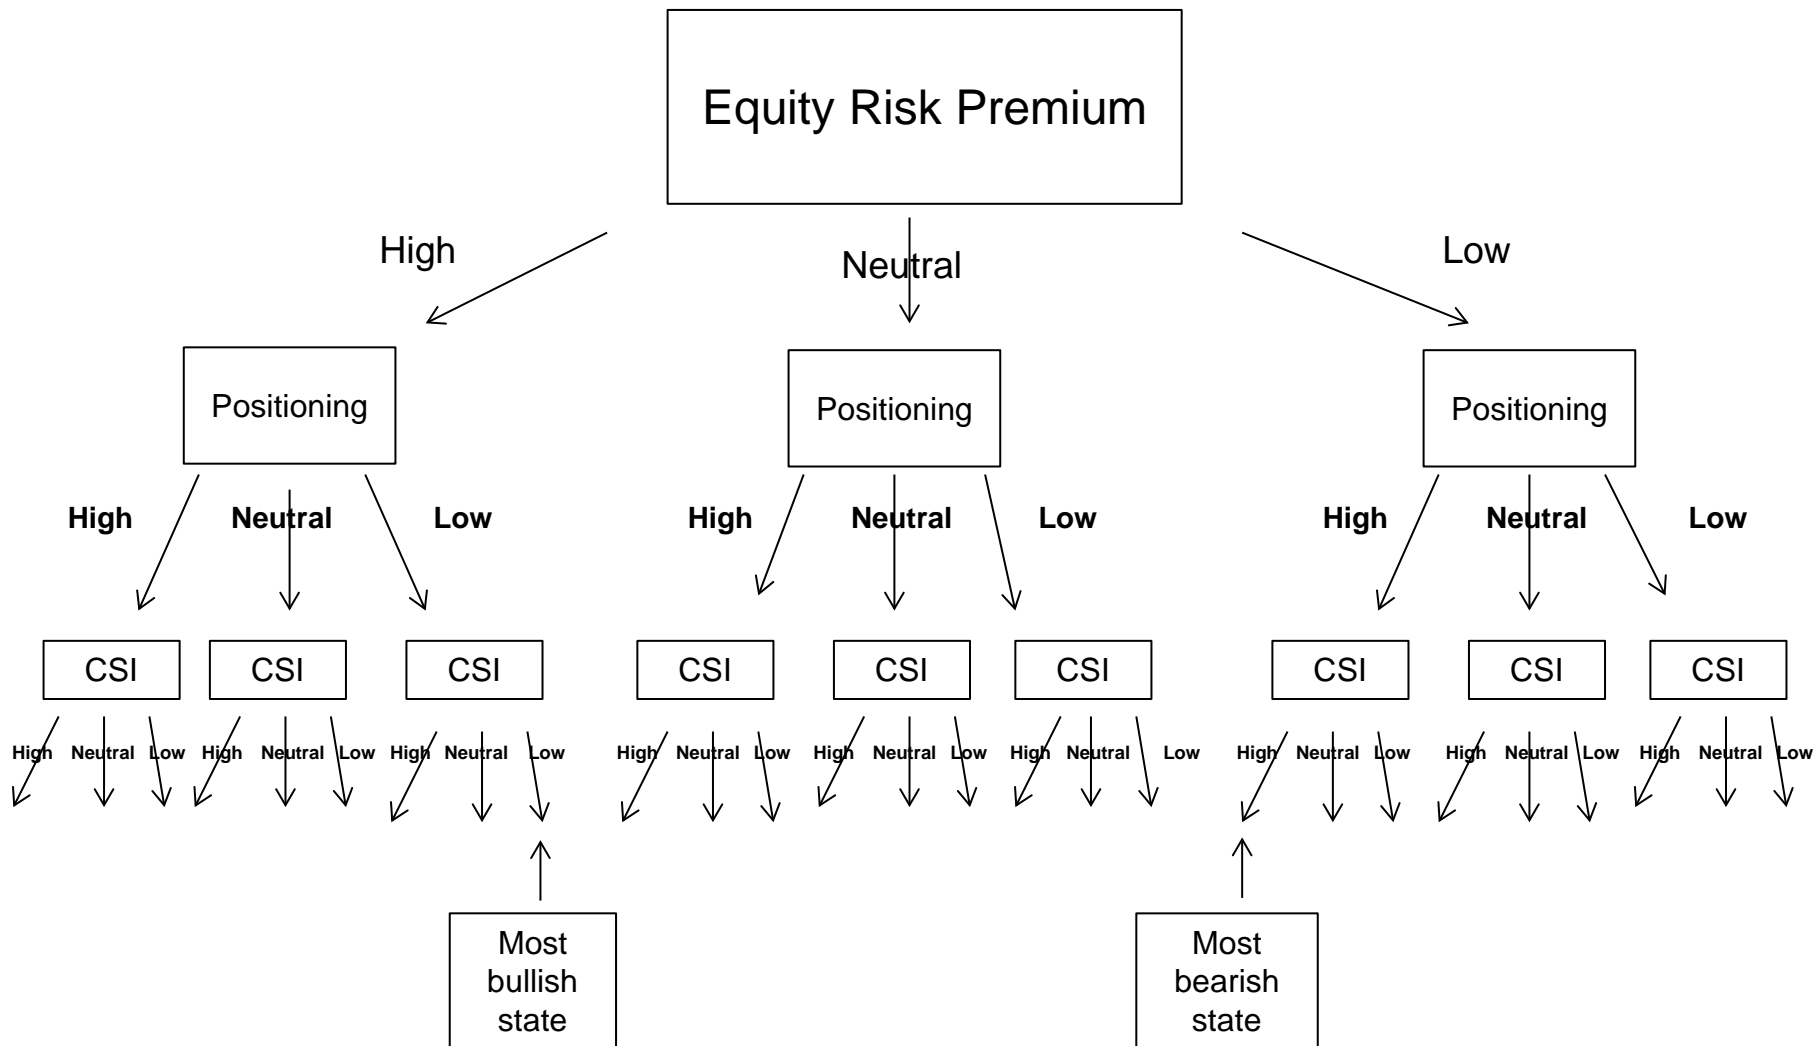 Equity Risk Premium
High
Neutral
Low
Positioning
Positioning
Positioning
High Neutral Low
High Neutral Low
High Neutral Low
CSI CSI CSI
CSI CSI CSI
CSI CSI CSI
High Neutral Low High Neutral Low High Neutral Low
High Neutral Low High Neutral Low High Neutral Low
High Neutral Low High Neutral Low High Neutral Low
Most
bullish
state
Most
bearish
state